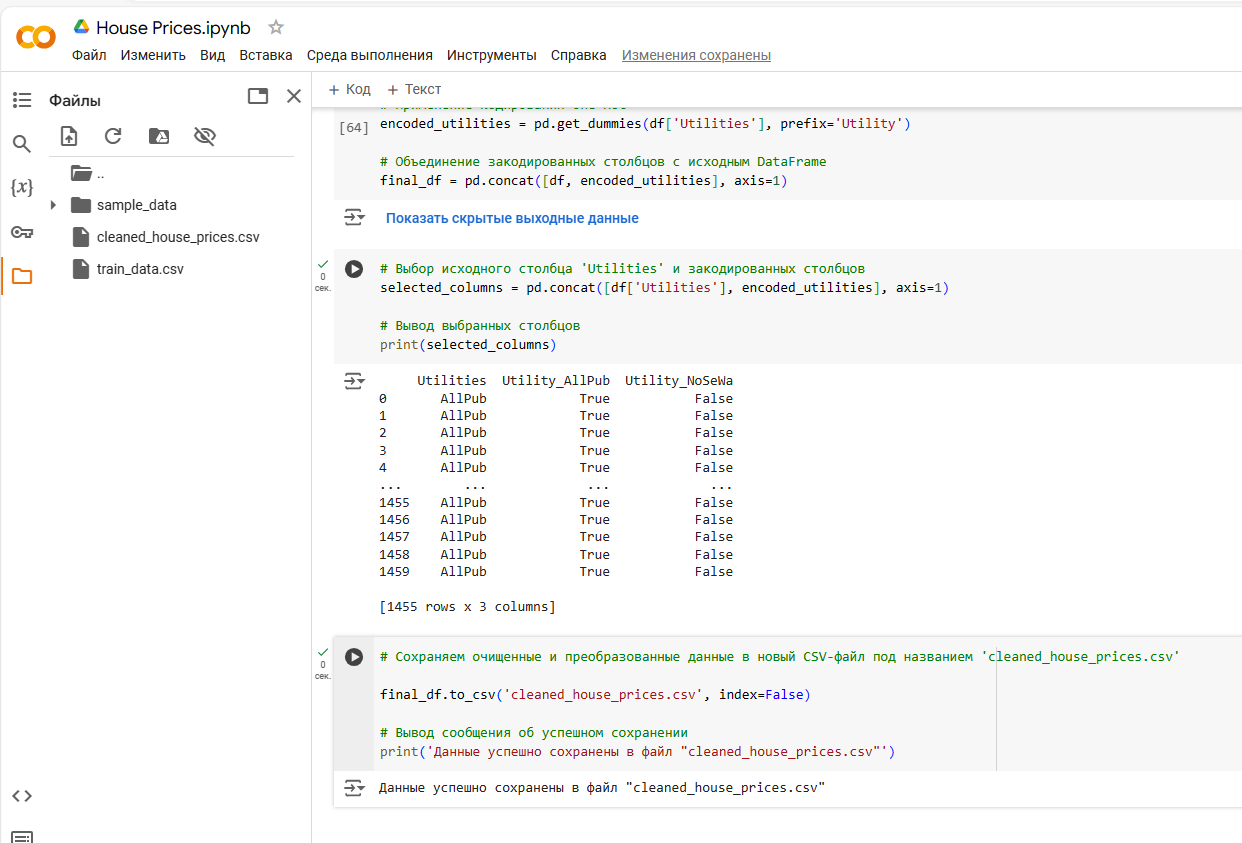 House Prices.ipynb
Файл Изменить Вид Вставка Среда выполнения Инструменты Справка Изменения сохранены
Файлы
+ Код + Текст
..
sample_data
cleaned_house_prices.csv
train_data.csv
{x}
[64]
encoded_utilities = pd.get_dummies(df['Utilities'], prefix='Utility')
# Объединение закодированных столбцов с исходным DataFrame
final_df = pd.concat([df, encoded_utilities], axis=1)
Показать скрытые выходные данные
0
сек.
# Выбор исходного столбца 'Utilities' и закодированных столбцов
selected_columns = pd.concat([df['Utilities'], encoded_utilities], axis=1)
# Вывод выбранных столбцов
print(selected_columns)
Utilities Utility_AllPub Utility_NoSeWa
0 AllPub True False
1 AllPub True False
2 AllPub True False
3 AllPub True False
4 AllPub True False
... ... ... ...
1455 AllPub True False
1456 AllPub True False
1457 AllPub True False
1458 AllPub True False
1459 AllPub True False
[1455 rows x 3 columns]
0
сек.
# Сохраняем очищенные и преобразованные данные в новый CSV-файл под названием 'cleaned_house_prices.csv'
final_df.to_csv('cleaned_house_prices.csv', index=False)
# Вывод сообщения об успешном сохранении
print('Данные успешно сохранены в файл "cleaned_house_prices.csv"')
Данные успешно сохранены в файл "cleaned_house_prices.csv"